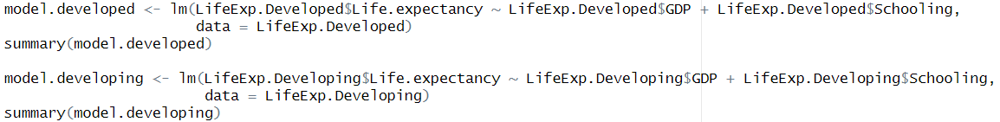 model.developed <- lm(LifeExp.Developed$Life.expectancy ~ LifeExp.Developed$GDP + LifeExp.Developed$Schooling,
data = LifeExp.Developed)
summary(model.developed)
model.developing <- lm(LifeExp.Developing$Life.expectancy ~ LifeExp.Developing$GDP + LifeExp.Developing$Schooling,
data = LifeExp.Developing)
summary(model.developing)